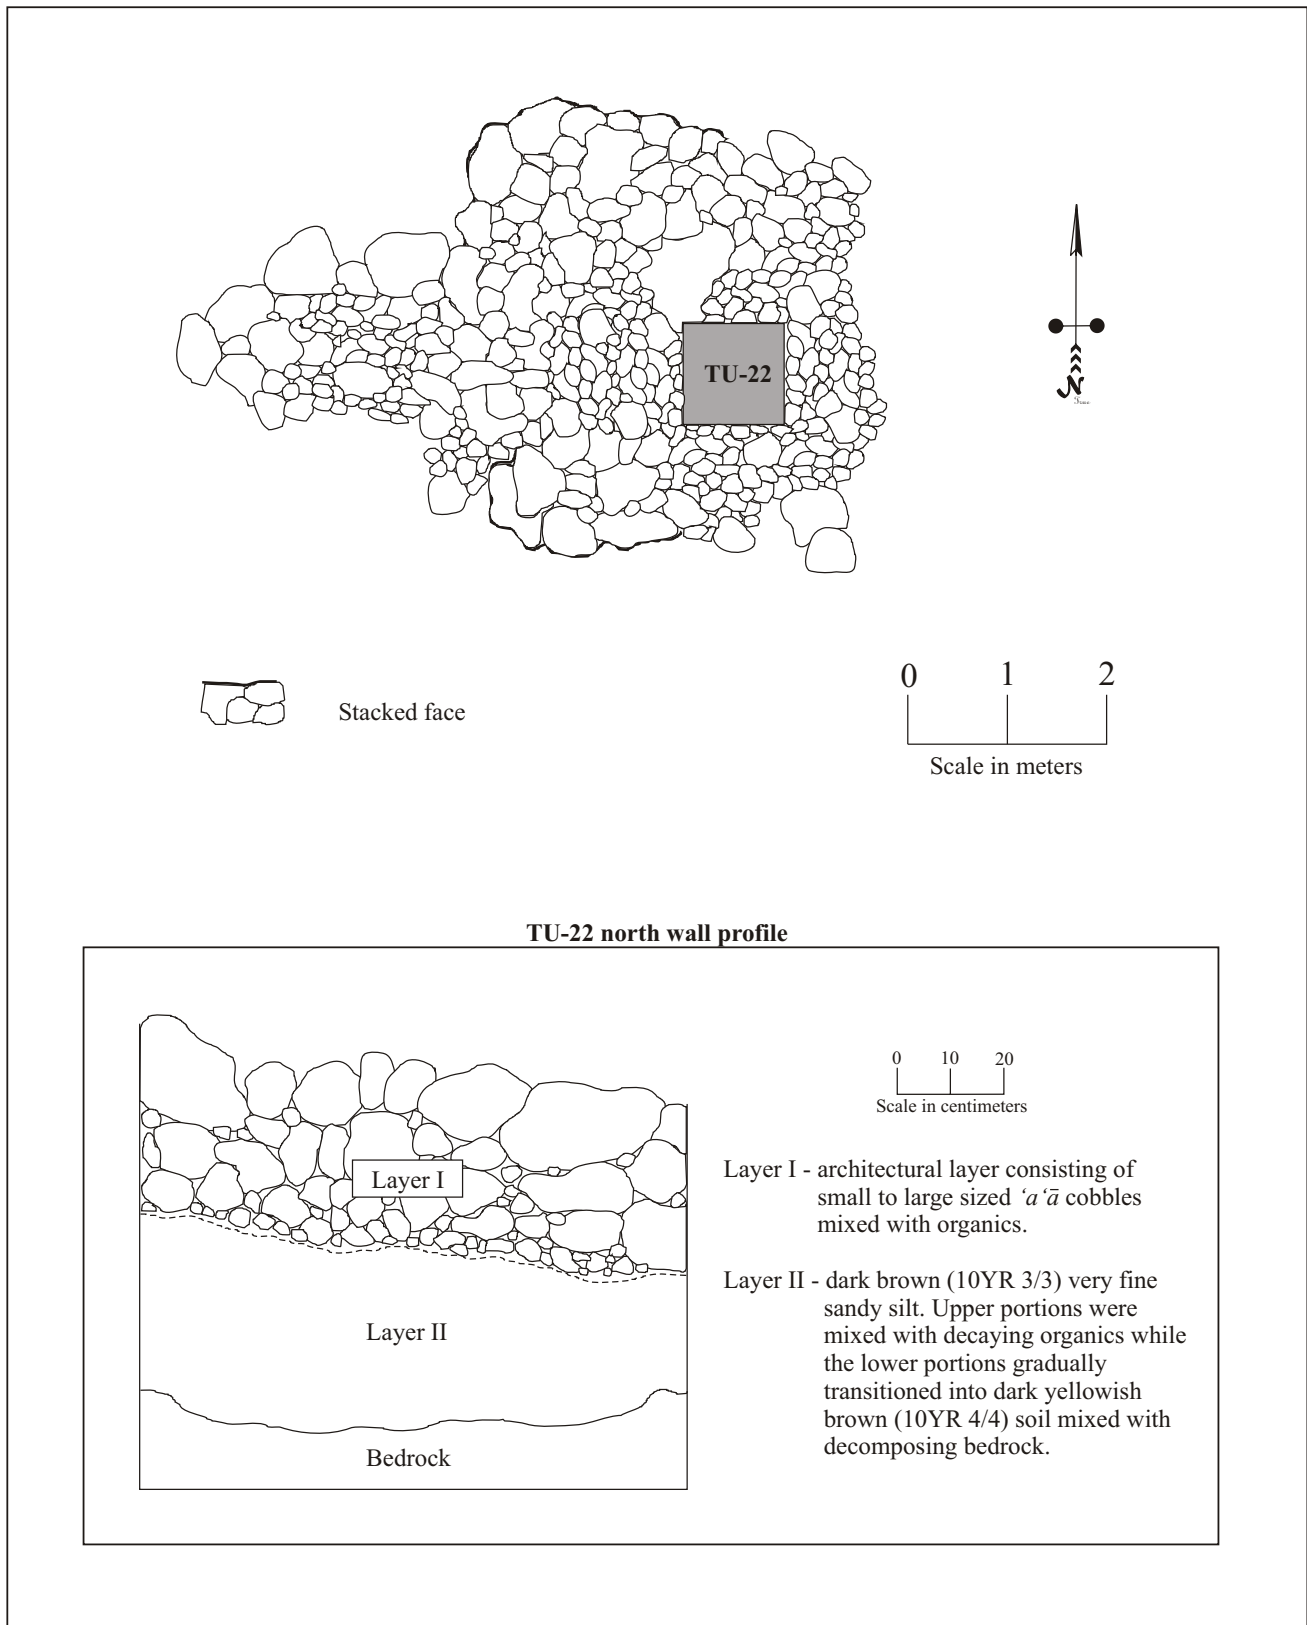 TU-22
N
True
Stacked face
0 1 2
Scale in meters
TU-22 north wall profile
0 10 20
Scale in centimeters
Layer I
Layer II
Bedrock
Layer I - architectural layer consisting of
small to large sized ‘a‘ā cobbles
mixed with organics.
Layer II - dark brown (10YR 3/3) very fine
sandy silt. Upper portions were
mixed with decaying organics while
the lower portions gradually
transitioned into dark yellowish
brown (10YR 4/4) soil mixed with
decomposing bedrock.